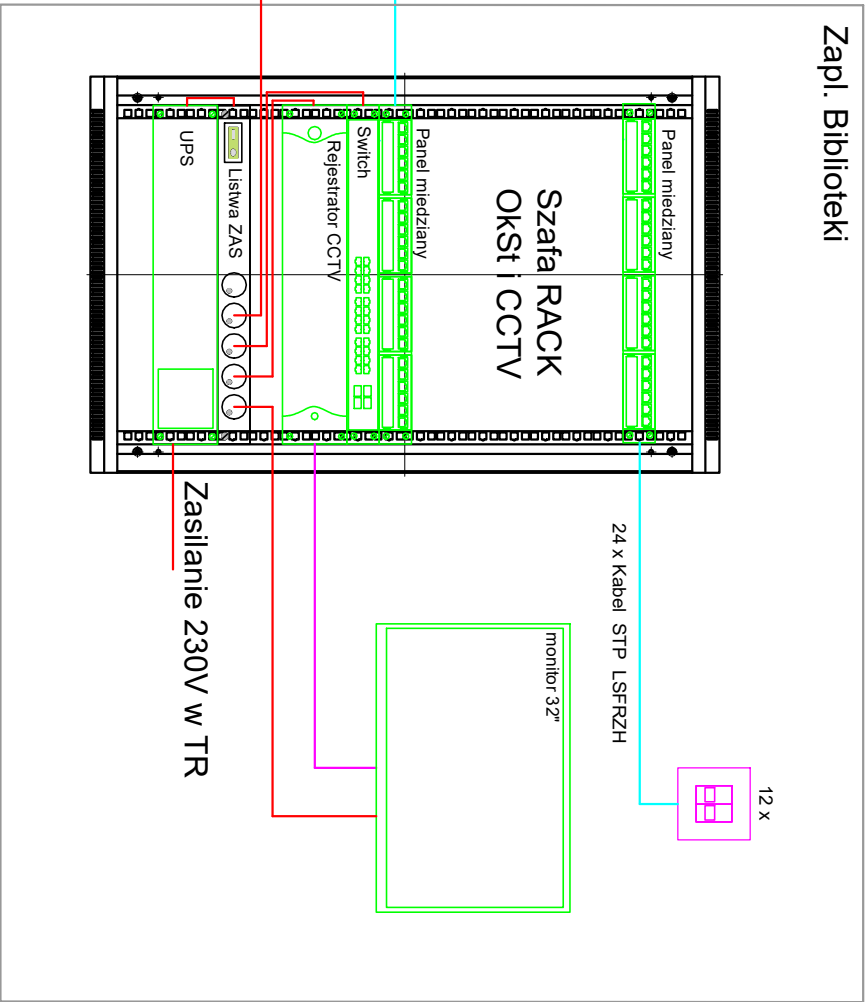 Zapl. Biblioteki
12 x
Panel miedziany
24 x Kabel STP LSFRZH
Szafa RACK
OkSt i CCTV
monitor 32"
Panel miedziany
Switch
Rejestrator CCTV
Listwa ZAS
UPS
Zasilanie 230V w TR